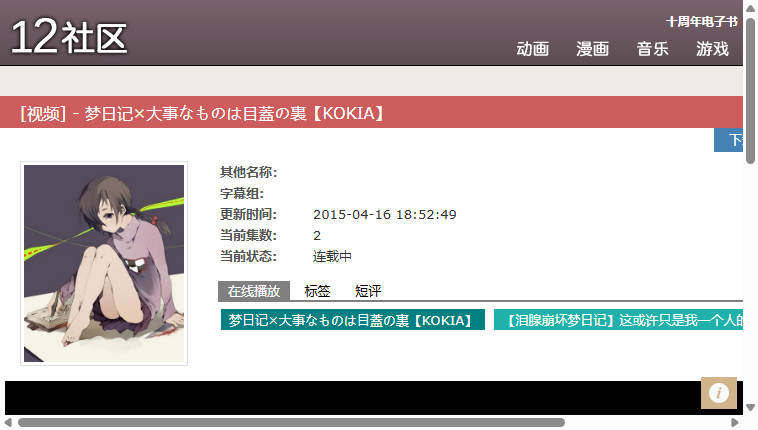 十周年电子书
12社区
动画 漫画 音乐 游戏
[视频] - 梦日记×大事なものは目蓋の裏【KOKIA】
其他名称:
字幕组:
更新时间: 2015-04-16 18:52:49
当前集数: 2
当前状态: 连载中
在线播放 标签 短评
梦日记×大事なものは目蓋の裏【KOKIA】 【泪腺崩坏梦日记】这或许只是我一个人的